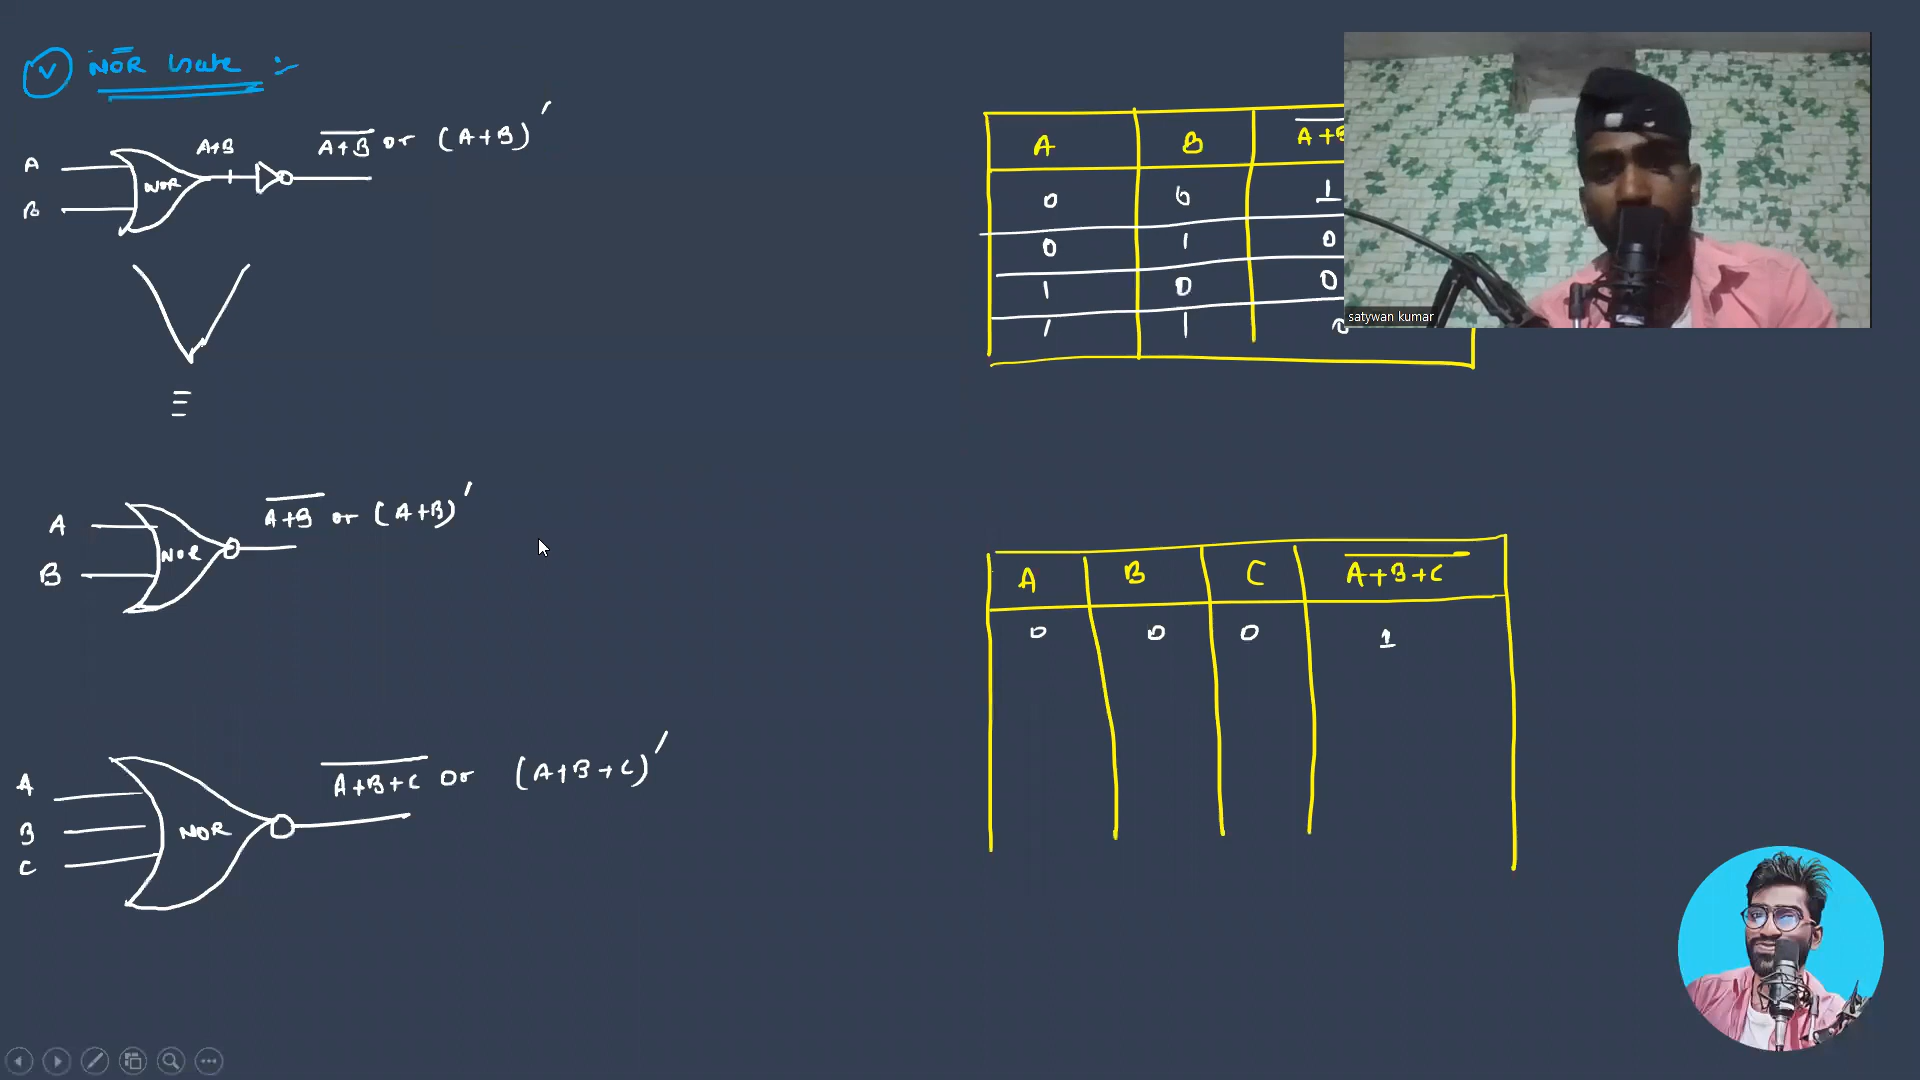 V NOR Gate :-
A+B
A+B or (A+B)'
A
NOR
B
A+B or (A+B)'
A
NOR
B
A+B+C or (A+B+C)'
A
B
NOR
C
A B A+B
0 0 1
0 1 0
1 0 0
1 1 0
satywan kumar
A B C A+B+C
0 0 0 1